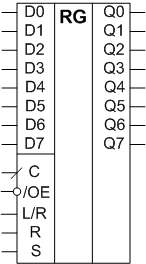 D0 RG Q0
D1 Q1
D2 Q2
D3 Q3
D4 Q4
D5 Q5
D6 Q6
D7 Q7
C
/OE
L/R
R
S